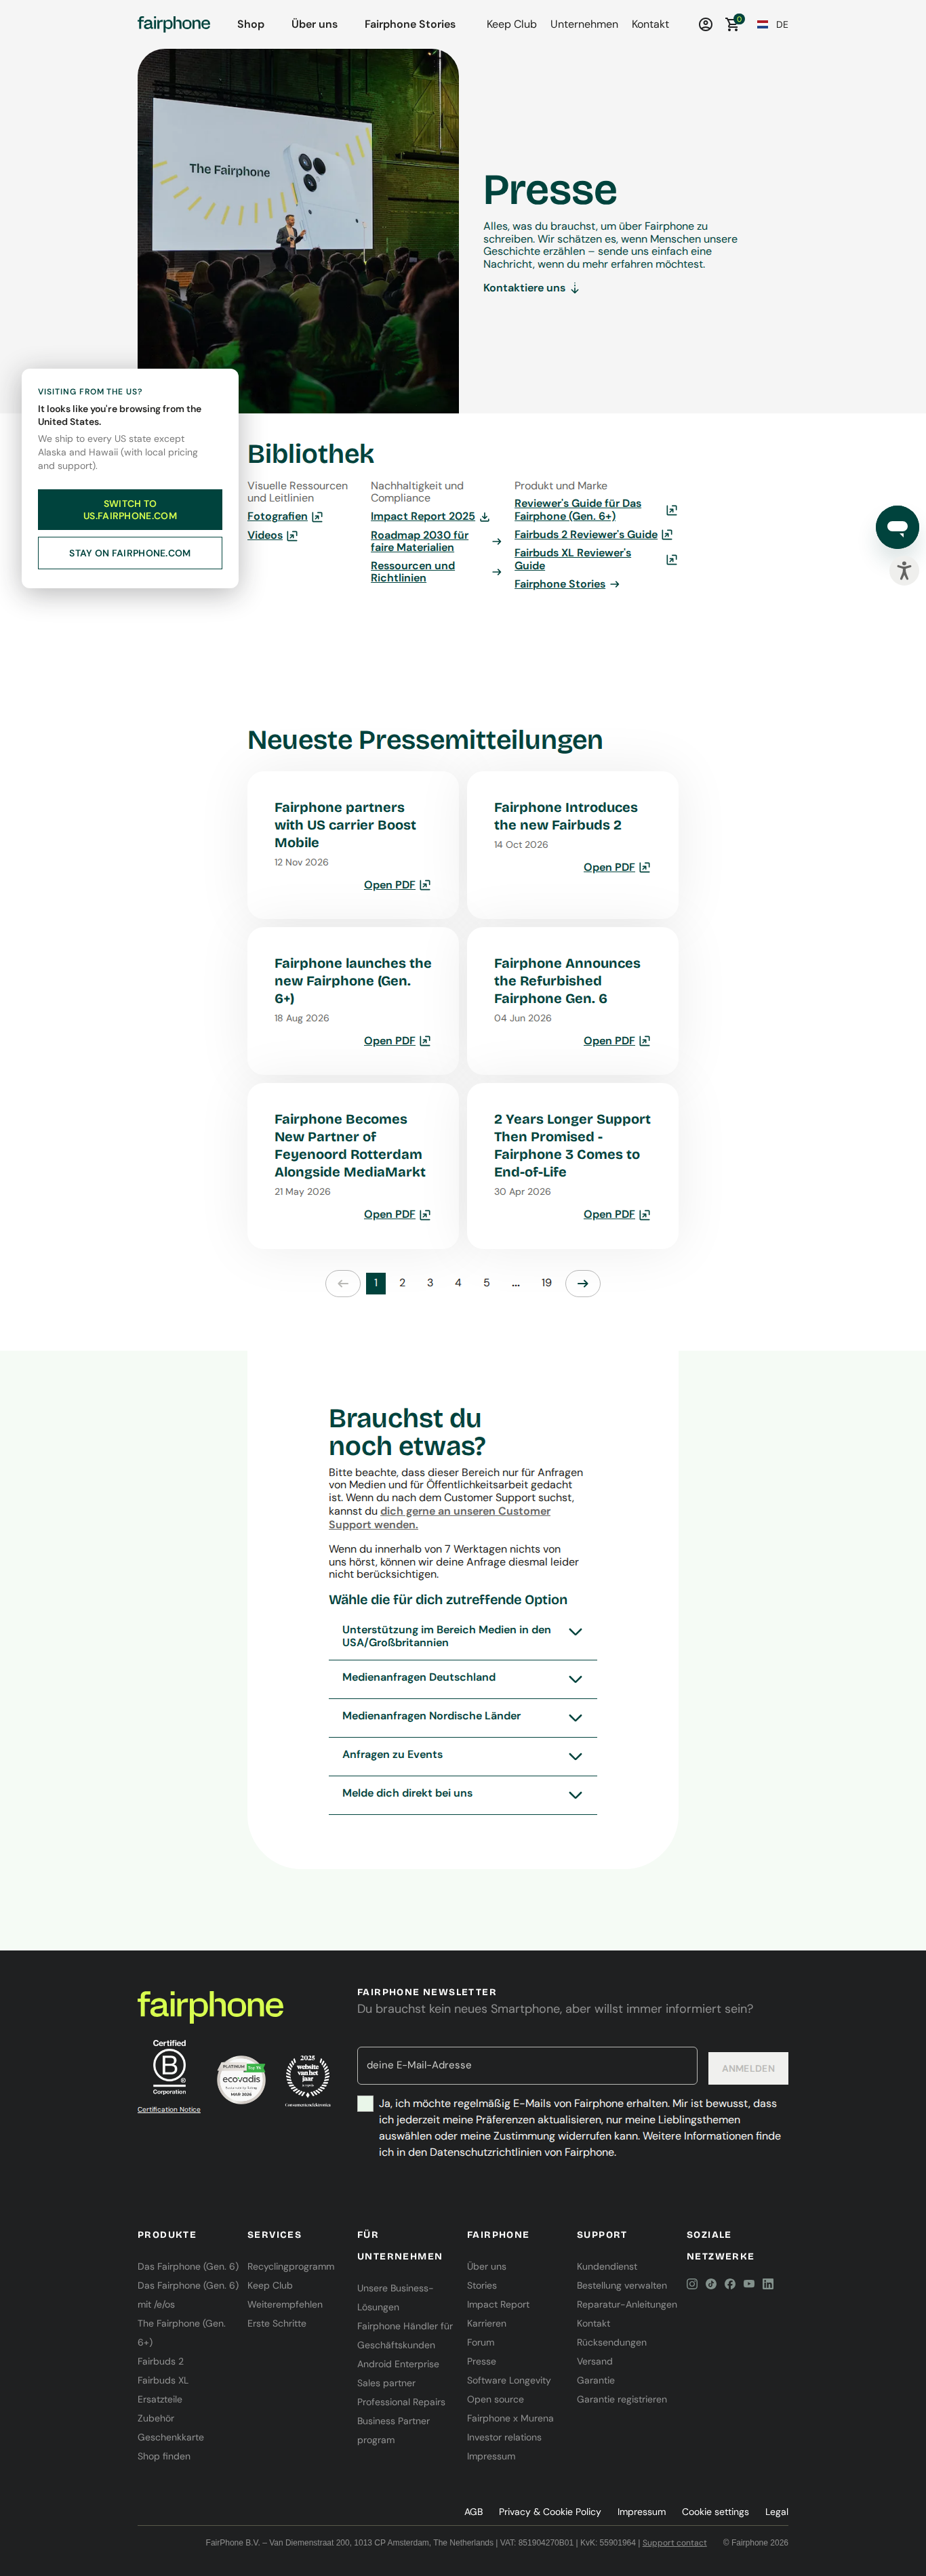 fairphone
Shop
Über uns
Fairphone Stories
Keep Club
Unternehmen
Kontakt
0
DE
The Fairphone
Presse
Alles, was du brauchst, um über Fairphone zu
schreiben. Wir schätzen es, wenn Menschen unsere
Geschichte erzählen – sende uns einfach eine
Nachricht, wenn du mehr erfahren möchtest.
Kontaktiere uns
VISITING FROM THE US?
It looks like you're browsing from the
United States.
We ship to every US state except
Alaska and Hawaii (with local pricing
and support).
SWITCH TO
US.FAIRPHONE.COM
STAY ON FAIRPHONE.COM
Bibliothek
Visuelle Ressourcen
und Leitlinien
Fotografien
Videos
Nachhaltigkeit und
Compliance
Impact Report 2025
Roadmap 2030 für
faire Materialien
Ressourcen und
Richtlinien
Produkt und Marke
Reviewer's Guide für Das
Fairphone (Gen. 6+)
Fairbuds 2 Reviewer's Guide
Fairbuds XL Reviewer's
Guide
Fairphone Stories
Neueste Pressemitteilungen
Fairphone partners
with US carrier Boost
Mobile
12 Nov 2026
Open PDF
Fairphone Introduces
the new Fairbuds 2
14 Oct 2026
Open PDF
Fairphone launches the
new Fairphone (Gen.
6+)
18 Aug 2026
Open PDF
Fairphone Announces
the Refurbished
Fairphone Gen. 6
04 Jun 2026
Open PDF
Fairphone Becomes
New Partner of
Feyenoord Rotterdam
Alongside MediaMarkt
21 May 2026
Open PDF
2 Years Longer Support
Then Promised -
Fairphone 3 Comes to
End-of-Life
30 Apr 2026
Open PDF
1 2 3 4 5 ... 19
Brauchst du
noch etwas?
Bitte beachte, dass dieser Bereich nur für Anfragen
von Medien und für Öffentlichkeitsarbeit gedacht
ist. Wenn du nach dem Customer Support suchst,
kannst du dich gerne an unseren Customer
Support wenden.
Wenn du innerhalb von 7 Werktagen nichts von
uns hörst, können wir deine Anfrage diesmal leider
nicht berücksichtigen.
Wähle die für dich zutreffende Option
Unterstützung im Bereich Medien in den
USA/Großbritannien
Medienanfragen Deutschland
Medienanfragen Nordische Länder
Anfragen zu Events
Melde dich direkt bei uns
fairphone
Certified
B
Corporation
Certification Notice
PLATINUM
ecovadis
MAR 2026
2025
website
van het
jaar
FAIRPHONE NEWSLETTER
Du brauchst kein neues Smartphone, aber willst immer informiert sein?
deine E-Mail-Adresse
ANMELDEN
Ja, ich möchte regelmäßig E-Mails von Fairphone erhalten. Mir ist bewusst, dass
ich jederzeit meine Präferenzen aktualisieren, nur meine Lieblingsthemen
auswählen oder meine Zustimmung widerrufen kann. Weitere Informationen finde
ich in den Datenschutzrichtlinien von Fairphone.
PRODUKTE
Das Fairphone (Gen. 6)
Das Fairphone (Gen. 6)
mit /e/os
The Fairphone (Gen.
6+)
Fairbuds 2
Fairbuds XL
Ersatzteile
Zubehör
Geschenkkarte
Shop finden
SERVICES
Recyclingprogramm
Keep Club
Weiterempfehlen
Erste Schritte
FÜR
UNTERNEHMEN
Unsere Business-
Lösungen
Fairphone Händler für
Geschäftskunden
Android Enterprise
Sales partner
Professional Repairs
Business Partner
program
FAIRPHONE
Über uns
Stories
Impact Report
Karrieren
Forum
Presse
Software Longevity
Open source
Fairphone x Murena
Investor relations
Impressum
SUPPORT
Kundendienst
Bestellung verwalten
Reparatur-Anleitungen
Kontakt
Rücksendungen
Versand
Garantie
Garantie registrieren
SOZIALE
NETZWERKE
AGB
Privacy & Cookie Policy
Impressum
Cookie settings
Legal
FairPhone B.V. – Van Diemenstraat 200, 1013 CP Amsterdam, The Netherlands | VAT: 851904270B01 | KvK: 55901964 | Support contact
© Fairphone 2026